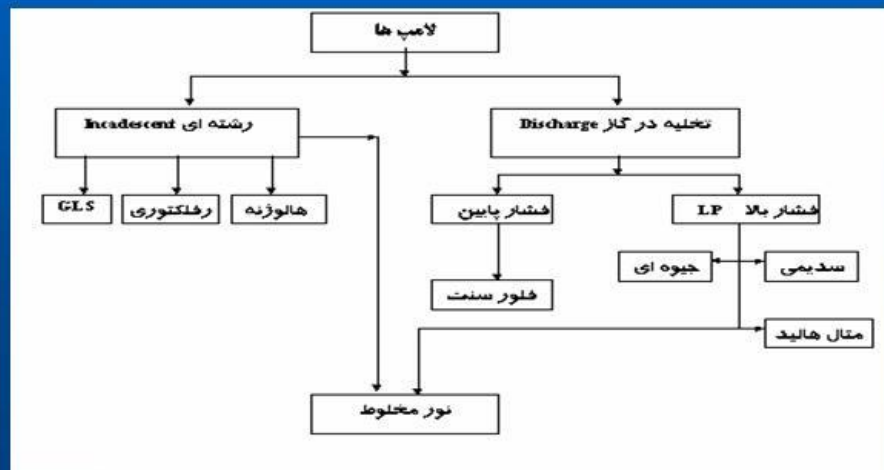 لامپ ها
رشته ای Incadescent
تخلیه در گاز Discharge
GLS
رفلکتوری
هالوژنه
فشار پایین
فشار بالا LP
جیوه ای
سدیمی
فلور سنت
متال هالید
نور مخلوط